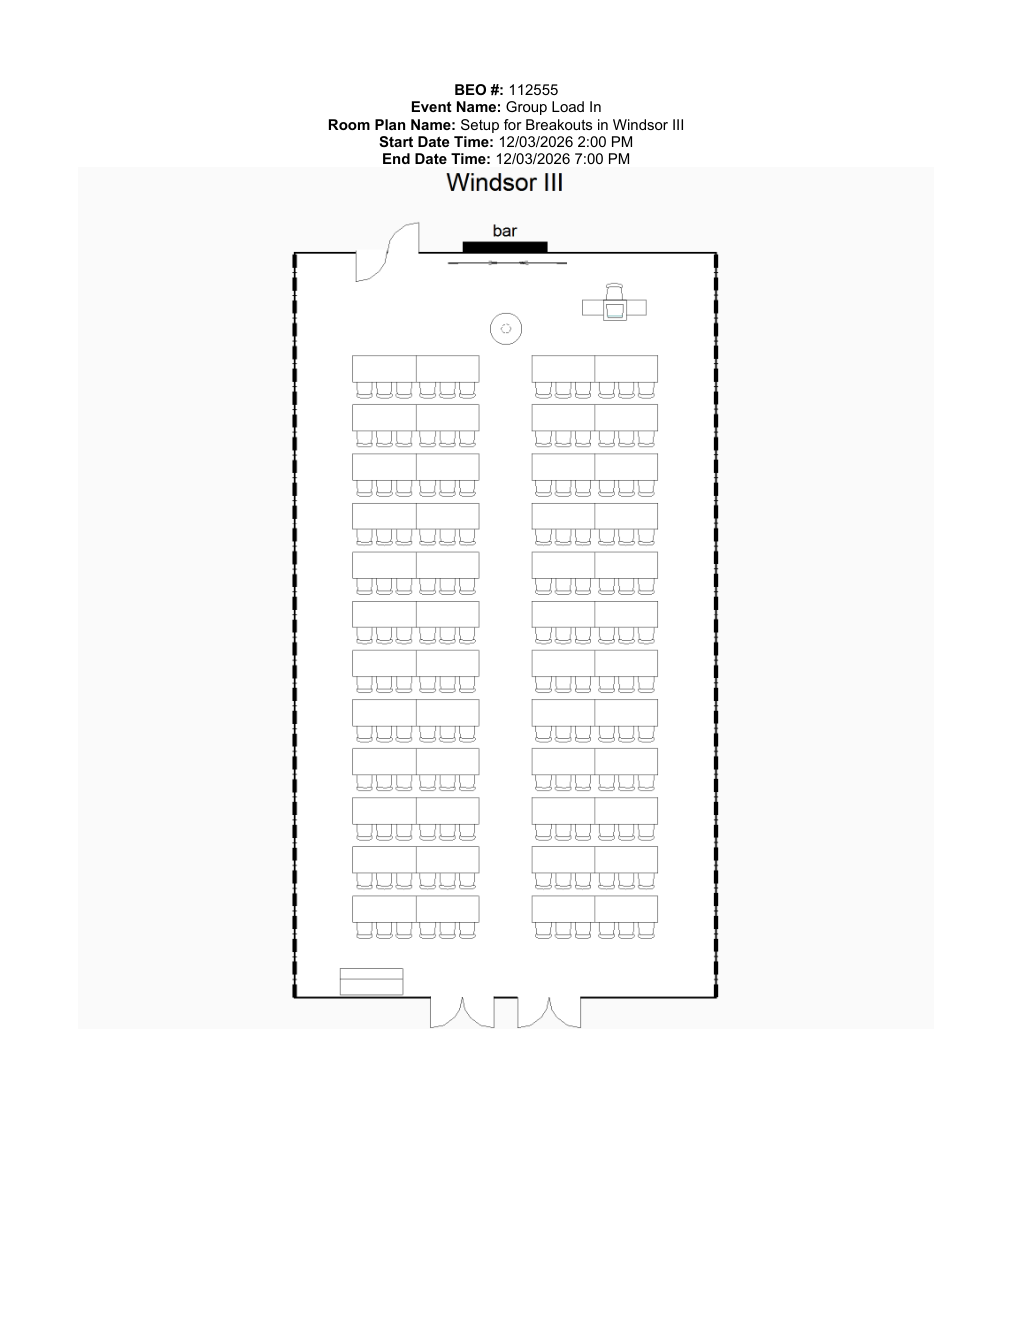 BEO #: 112555
Event Name: Group Load In
Room Plan Name: Setup for Breakouts in Windsor III
Start Date Time: 12/03/2026 2:00 PM
End Date Time: 12/03/2026 7:00 PM
Windsor III
bar